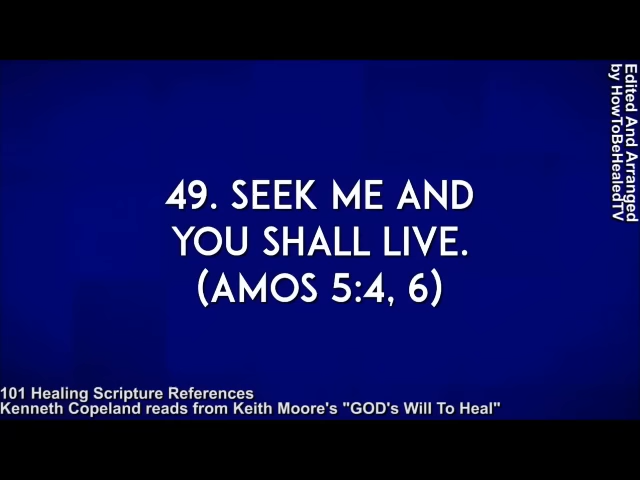 49. SEEK ME AND
YOU SHALL LIVE.
(AMOS 5:4, 6)
Edited And Arranged
by HowToBeHealedTV
101 Healing Scripture References
Kenneth Copeland reads from Keith Moore's "GOD's Will To Heal"